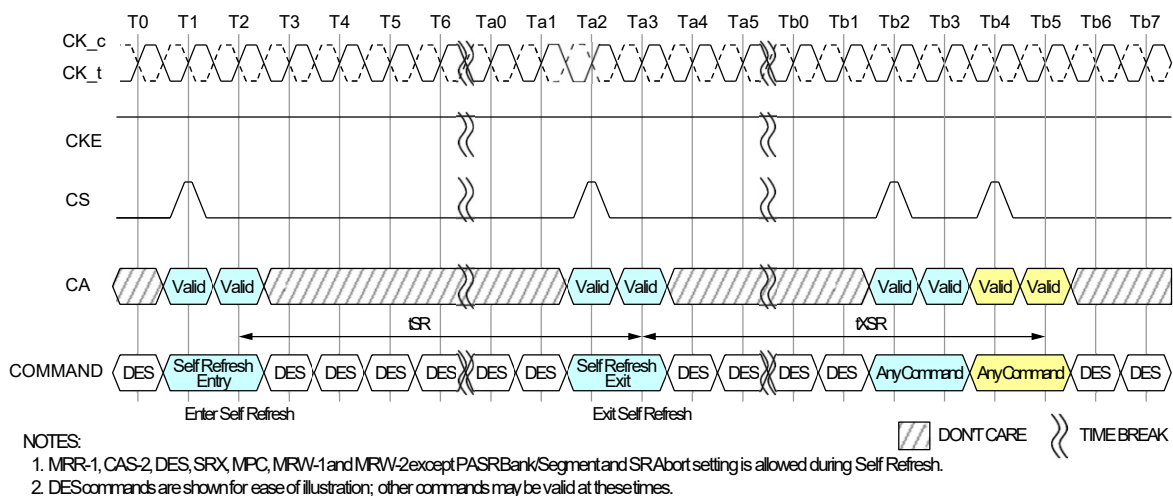 T0 T1 T2 T3 T4 T5 T6 Ta0 Ta1 Ta2 Ta3 Ta4 Ta5 Tb0 Tb1 Tb2 Tb3 Tb4 Tb5 Tb6 Tb7
CK_c
CK_t
CKE
CS
CA Valid Valid Valid Valid Valid Valid Valid Valid
tSR tXSR
COMMAND DES Self Refresh Entry DES DES DES DES DES DES Self Refresh Exit DES DES DES DES Any Command Any Command DES DES
Enter Self Refresh Exit Self Refresh
DON'T CARE TIME BREAK
NOTES:
1. MRR-1, CAS-2, DES, SRX, MPC, MRW-1 and MRW-2 except PASR Bank/Segment and SR Abort setting is allowed during Self Refresh.
2. DES commands are shown for ease of illustration; other commands may be valid at these times.